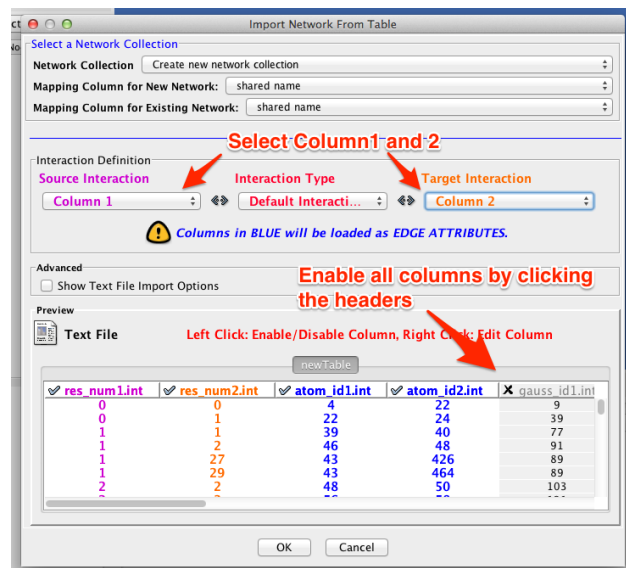 ct
Import Network From Table
No
Select a Network Collection
Network Collection Create new network collection
Mapping Column for New Network: shared name
Mapping Column for Existing Network: shared name
Select Column1 and 2
Interaction Definition
Source Interaction Interaction Type Target Interaction
Column 1 Default Interacti... Column 2
Columns in BLUE will be loaded as EDGE ATTRIBUTES.
Advanced
Show Text File Import Options
Enable all columns by clicking
the headers
Preview
Text File Left Click: Enable/Disable Column, Right Click: Edit Column
newTable
res_num1.int res_num2.int atom_id1.int atom_id2.int gauss_id1.int
0 0 4 22 9
0 1 22 24 39
1 1 39 40 77
1 2 46 48 91
1 27 43 426 89
1 29 43 464 89
2 2 48 50 103
OK Cancel